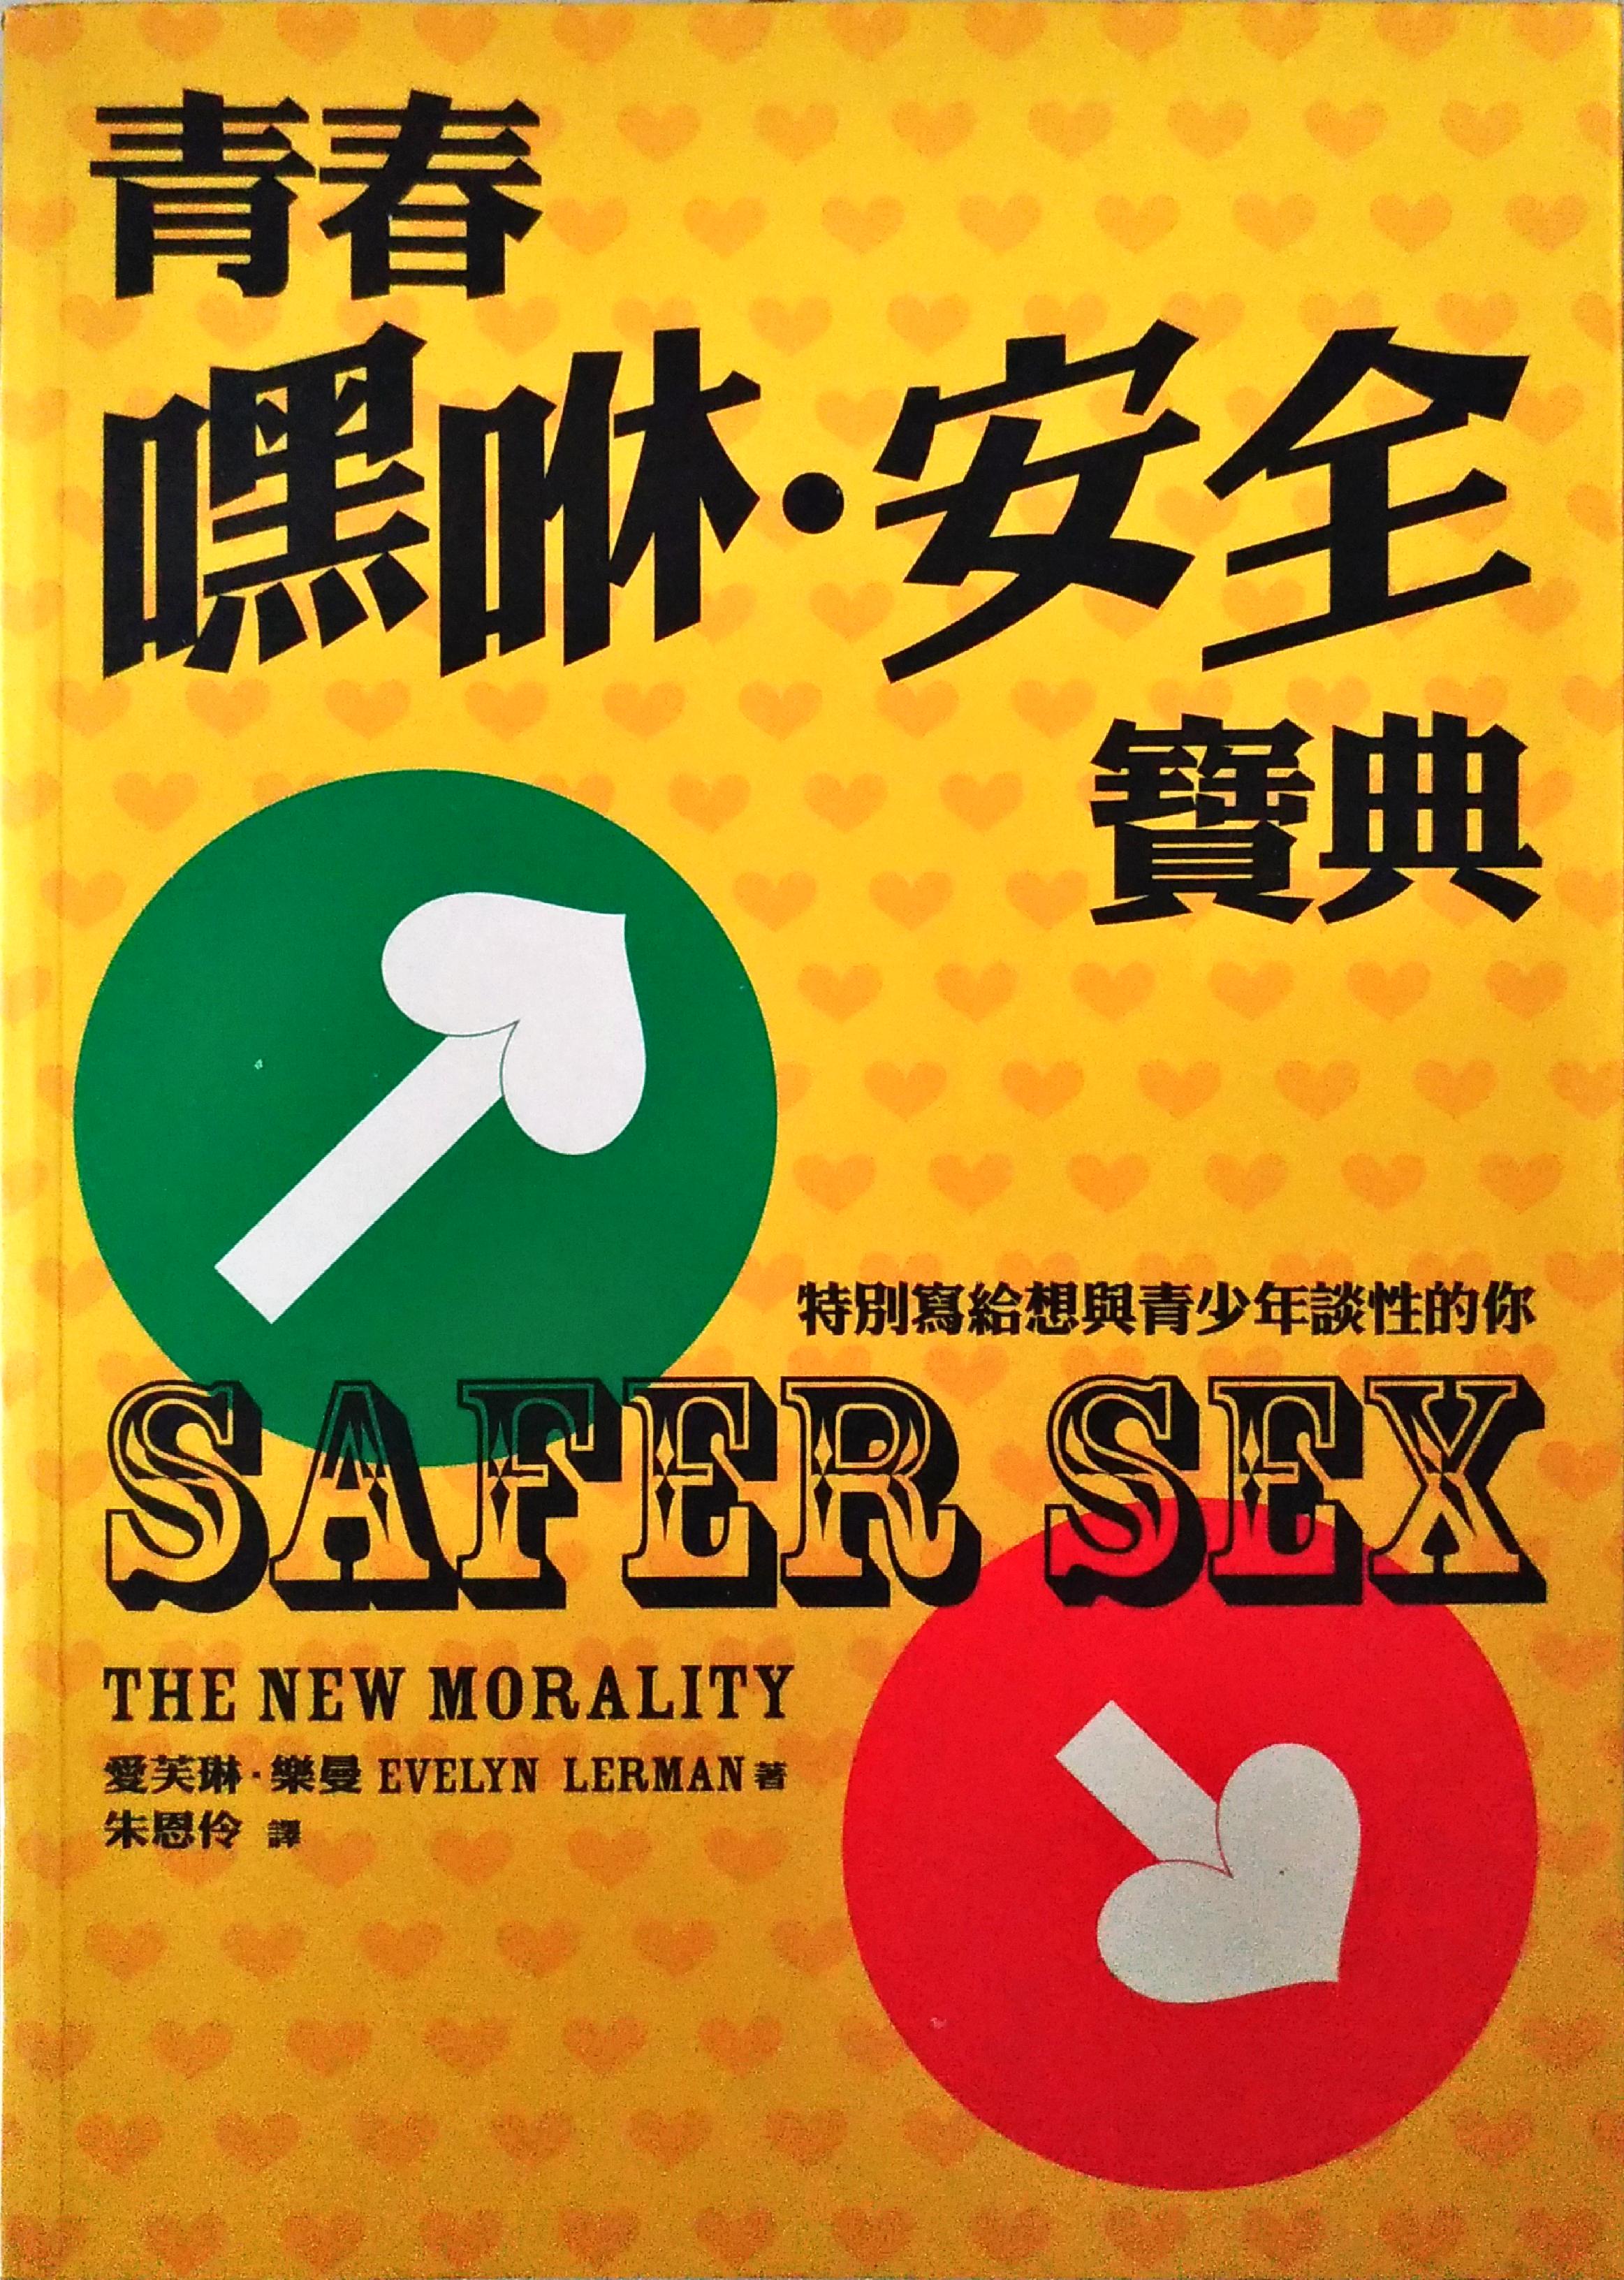 青春
嘿咻·安全
寶典
特別寫給想與青少年談性的你
SAFER SEX
THE NEW MORALITY
愛芙琳·樂曼 EVELYN LERMAN 著
朱恩伶 譯